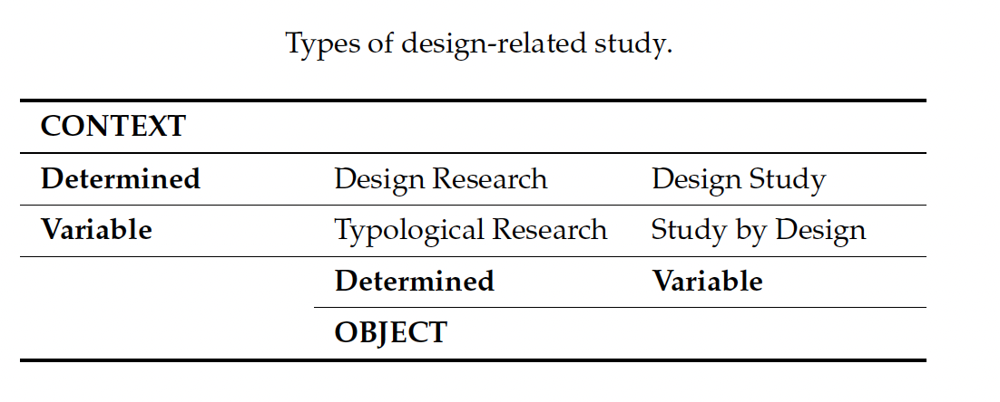 Types of design-related study.
CONTEXT
Determined Design Research Design Study
Variable Typological Research Study by Design
Determined Variable
OBJECT